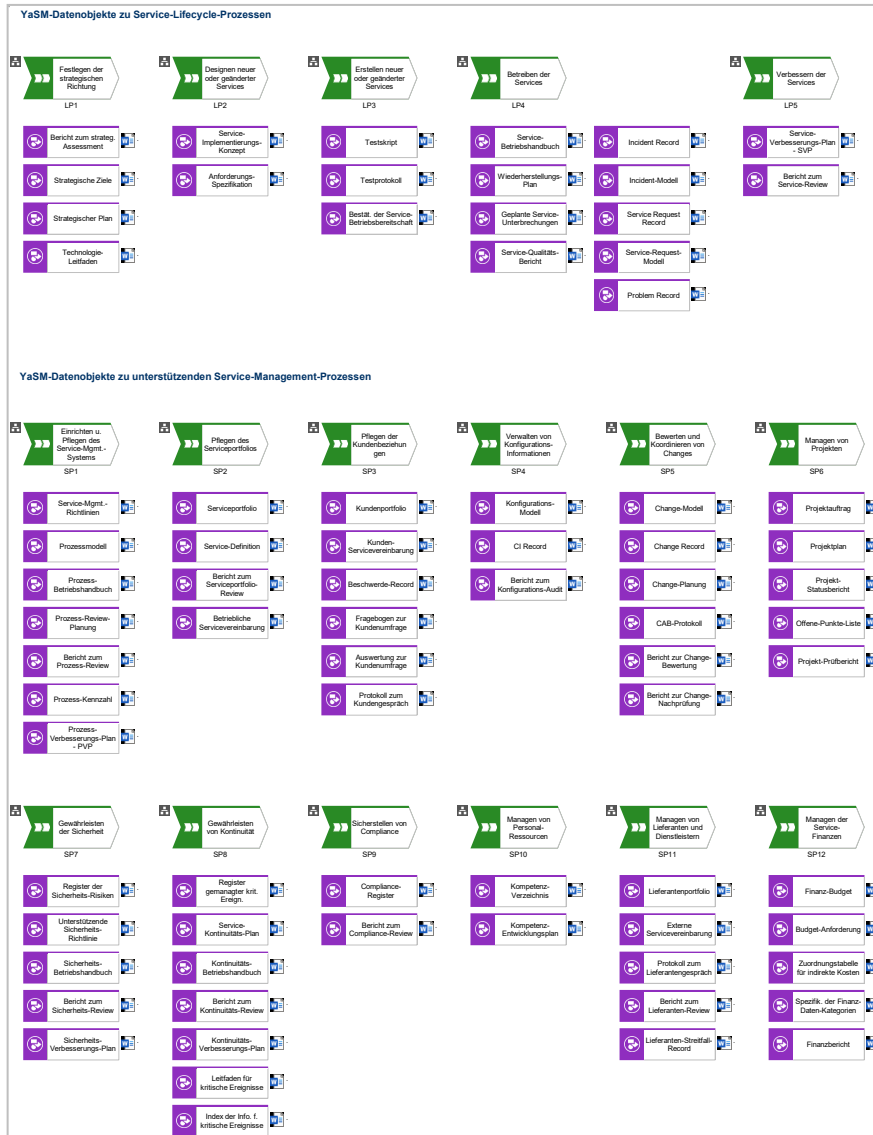 YaSM-Datenobjekte zu Service-Lifecycle-Prozessen
Festlegen der
strategischen
Richtung
LP1
Designen neuer
oder geänderter
Services
LP2
Erstellen neuer
oder geänderter
Services
LP3
Betreiben der
Services
LP4
Verbessern der
Services
LP5
Bericht zum strateg.
Assessment
Strategische Ziele
Strategischer Plan
Technologie-
Leitfaden
Service-
Implementierungs-
Konzept
Anforderungs-
Spezifikation
Testskript
Testprotokoll
Bestät. der Service-
Betriebsbereitschaft
Service-
Betriebshandbuch
Wiederherstellungs-
Plan
Geplante Service-
Unterbrechungen
Service-Qualitäts-
Bericht
Incident Record
Incident-Modell
Service Request
Record
Service-Request-
Modell
Problem Record
Service-
Verbesserungs-Plan
- SVP
Bericht zum
Service-Review
YaSM-Datenobjekte zu unterstützenden Service-Management-Prozessen
Einrichten u.
Pflegen des
Service-Mgmt.-
Systems
SP1
Pflegen des
Serviceportfolios
SP2
Pflegen der
Kundenbeziehun
gen
SP3
Verwalten von
Konfigurations-
Informationen
SP4
Bewerten und
Koordinieren von
Changes
SP5
Managen von
Projekten
SP6
Service-Mgmt.-
Richtlinien
Prozessmodell
Prozess-
Betriebshandbuch
Prozess-Review-
Planung
Bericht zum
Prozess-Review
Prozess-Kennzahl
Prozess-
Verbesserungs-Plan
- PVP
Serviceportfolio
Service-Definition
Bericht zum
Serviceportfolio-
Review
Betriebliche
Servicevereinbarung
Kundenportfolio
Kunden-
Servicevereinbarung
Beschwerde-Record
Fragebogen zur
Kundenumfrage
Auswertung zur
Kundenumfrage
Protokoll zum
Kundengespräch
Konfigurations-
Modell
CI Record
Bericht zum
Konfigurations-Audit
Change-Modell
Change Record
Change-Planung
CAB-Protokoll
Bericht zur Change-
Bewertung
Bericht zur Change-
Nachprüfung
Projektauftrag
Projektplan
Projekt-
Statusbericht
Offene-Punkte-Liste
Projekt-Prüfbericht
Gewährleisten
der Sicherheit
SP7
Gewährleisten
von Kontinuität
SP8
Sicherstellen von
Compliance
SP9
Managen von
Personal-
Ressourcen
SP10
Managen von
Lieferanten und
Dienstleistern
SP11
Managen der
Service-
Finanzen
SP12
Register der
Sicherheits-Risiken
Unterstützende
Sicherheits-
Richtlinie
Sicherheits-
Betriebshandbuch
Bericht zum
Sicherheits-Review
Sicherheits-
Verbesserungs-Plan
Register
gemanagter krit.
Ereign.
Service-
Kontinuitäts-Plan
Kontinuitäts-
Betriebshandbuch
Bericht zum
Kontinuitäts-Review
Kontinuitäts-
Verbesserungs-Plan
Leitfaden für
kritische Ereignisse
Index der Info. f.
kritische Ereignisse
Compliance-
Register
Bericht zum
Compliance-Review
Kompetenz-
Verzeichnis
Kompetenz-
Entwicklungsplan
Lieferantenportfolio
Externe
Servicevereinbarung
Protokoll zum
Lieferantengespräch
Bericht zum
Lieferanten-Review
Lieferanten-Streitfall-
Record
Finanz-Budget
Budget-Anforderung
Zuordnungstabelle
für indirekte Kosten
Spezifik. der Finanz-
Daten-Kategorien
Finanzbericht